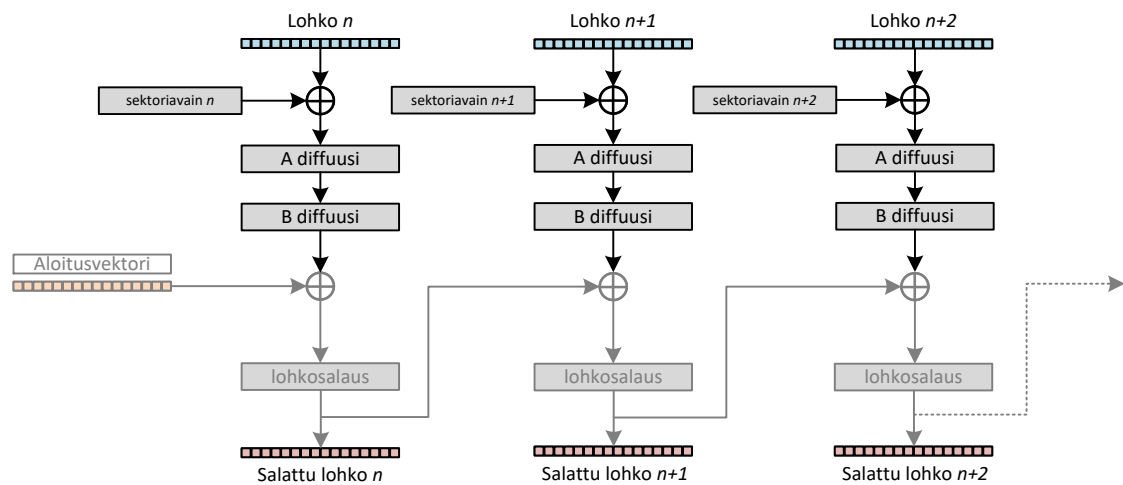 Lohko n
Lohko n+1
Lohko n+2
sektoriavain n
sektoriavain n+1
sektoriavain n+2
A diffuusi
A diffuusi
A diffuusi
B diffuusi
B diffuusi
B diffuusi
Aloitusvektori
lohkosalaus
lohkosalaus
lohkosalaus
Salattu lohko n
Salattu lohko n+1
Salattu lohko n+2